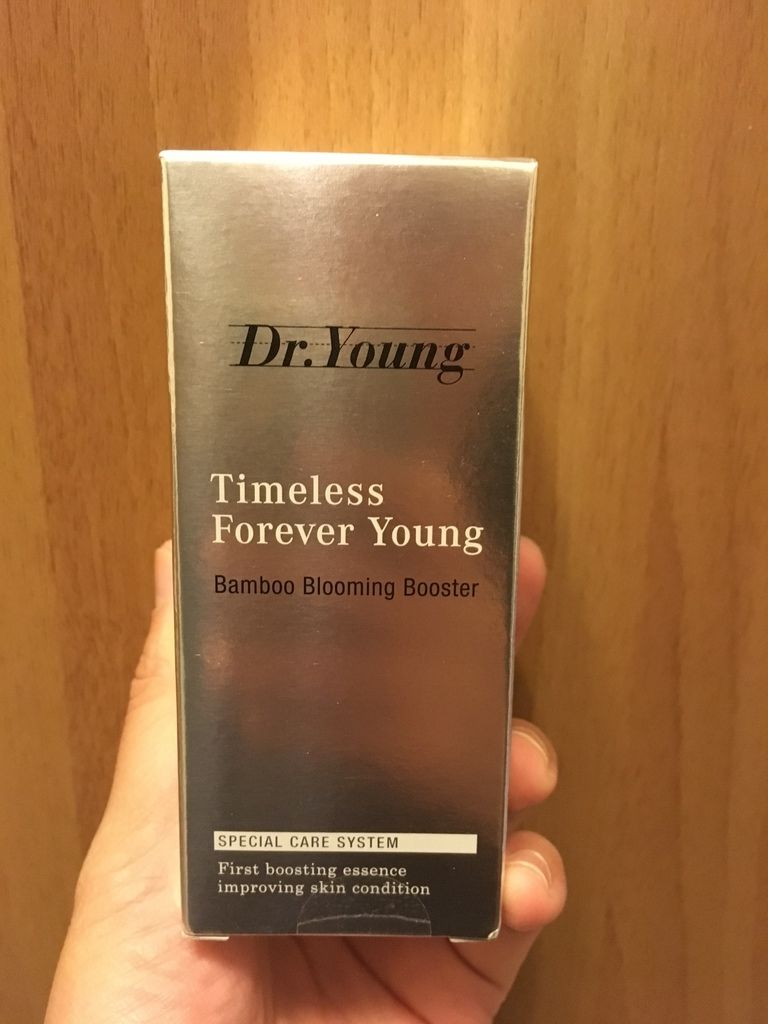 Dr.Young
Timeless
Forever Young
Bamboo Blooming Booster
SPECIAL CARE SYSTEM
First boosting essence
improving skin condition